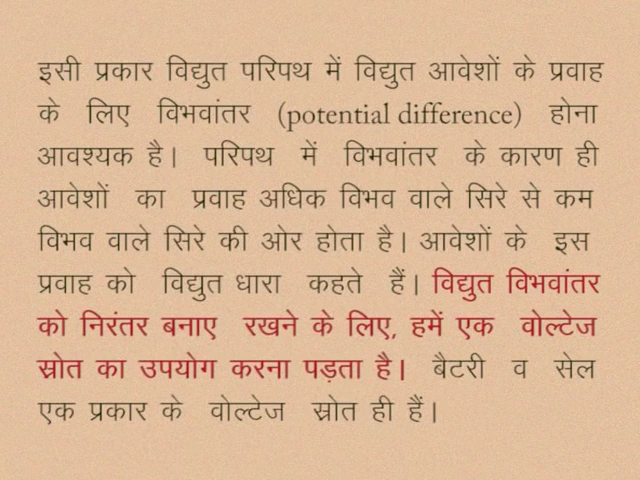 इसी प्रकार विद्युत परिपथ में विद्युत आवेशों के प्रवाह
के लिए विभवांतर (potential difference) होना
आवश्यक है। परिपथ में विभवांतर के कारण ही
आवेशों का प्रवाह अधिक विभव वाले सिरे से कम
विभव वाले सिरे की ओर होता है। आवेशों के इस
प्रवाह को विद्युत धारा कहते हैं। विद्युत विभवांतर
को निरंतर बनाए रखने के लिए, हमें एक वोल्टेज
स्रोत का उपयोग करना पड़ता है। बैटरी व सेल
एक प्रकार के वोल्टेज स्रोत ही हैं।